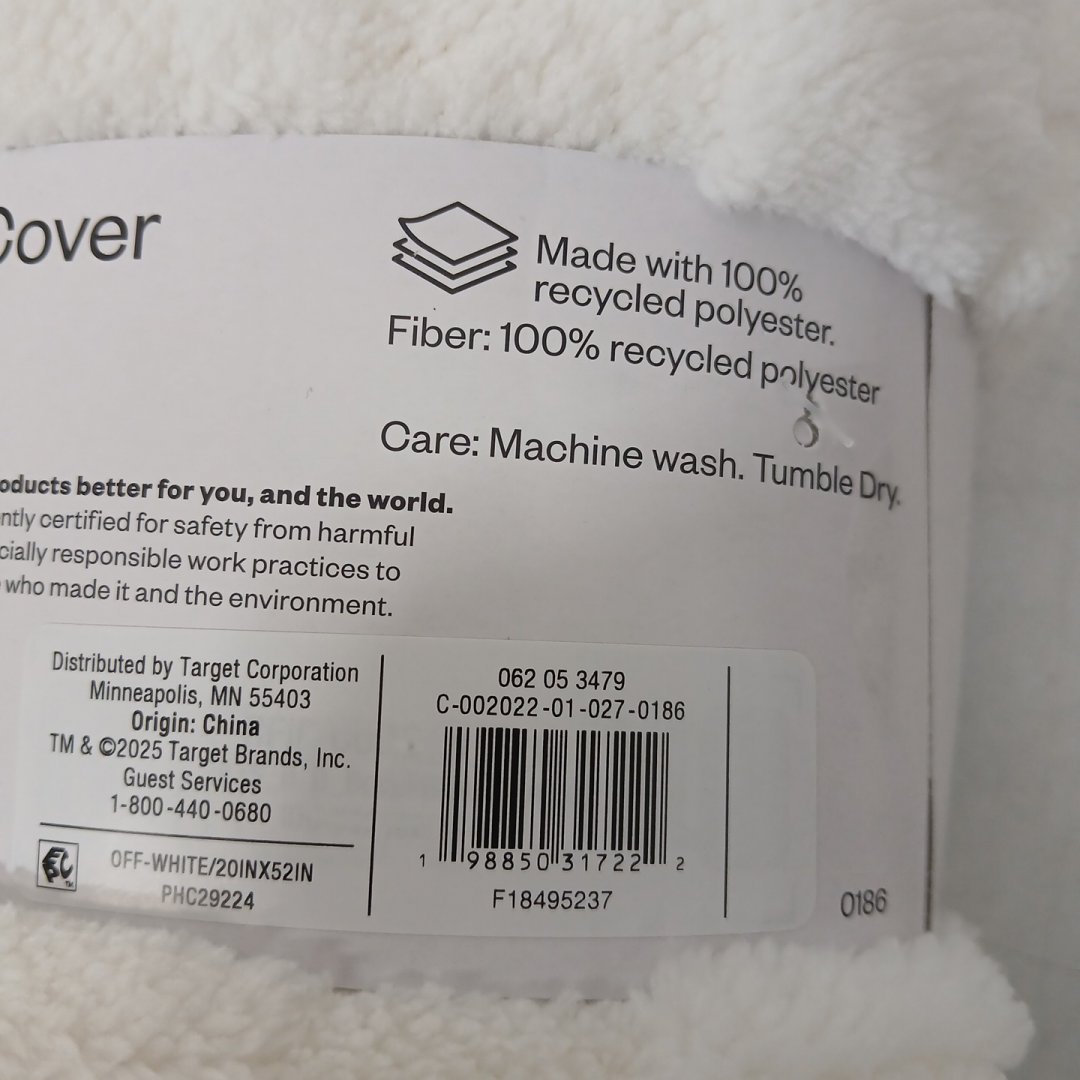 Cover
Made with 100%
recycled polyester.
Fiber: 100% recycled polyester
Care: Machine wash. Tumble Dry.
better for you, and the world.
certified for safety from harmful
responsible work practices to
who made it and the environment.
Distributed by Target Corporation
Minneapolis, MN 55403
Origin: China
TM & ©2025 Target Brands, Inc.
Guest Services
1-800-440-0680
OFF-WHITE/20INX52IN
PHC29224
062 05 3479
C-002022-01-027-0186
1 98850 31722 2
F18495237
0186